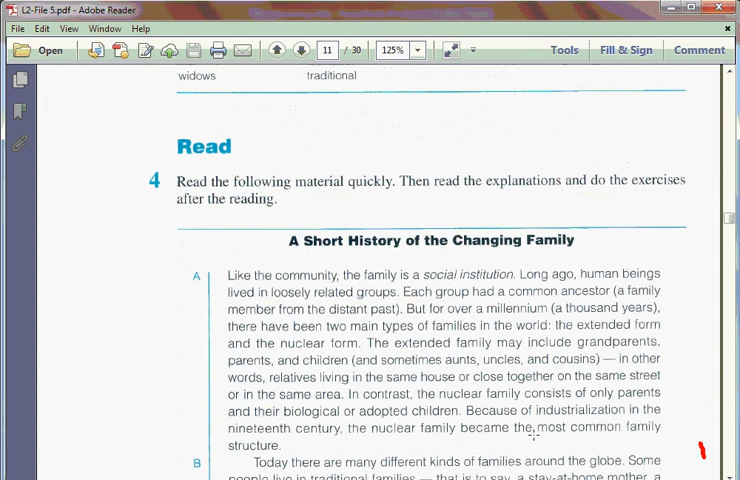 L2-File 5.pdf - Adobe Reader
File Edit View Window Help
Open 11 / 30 125% Tools Fill & Sign Comment
widows traditional
Read
4 Read the following material quickly. Then read the explanations and do the exercises
after the reading.
A Short History of the Changing Family
A Like the community, the family is a social institution. Long ago, human beings
lived in loosely related groups. Each group had a common ancestor (a family
member from the distant past). But for over a millennium (a thousand years),
there have been two main types of families in the world: the extended form
and the nuclear form. The extended family may include grandparents,
parents, and children (and sometimes aunts, uncles, and cousins) — in other
words, relatives living in the same house or close together on the same street
or in the same area. In contrast, the nuclear family consists of only parents
and their biological or adopted children. Because of industrialization in the
nineteenth century, the nuclear family became the most common family
structure.
B Today there are many different kinds of families around the globe. Some
people live in traditional families — that is to say, a stay-at-home mother, a